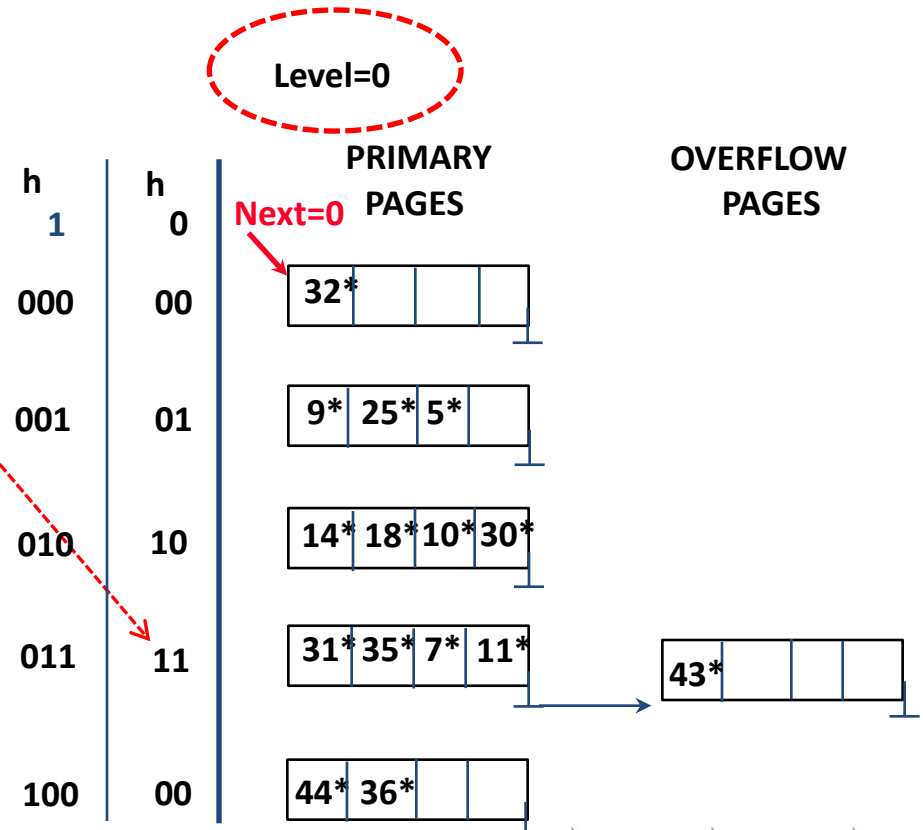 Level=0
PRIMARY PAGES
OVERFLOW PAGES
h h
1 0
Next=0
000 00 32*
001 01 9* 25* 5*
010 10 14* 18* 10* 30*
011 11 31* 35* 7* 11* 43*
100 00 44* 36*